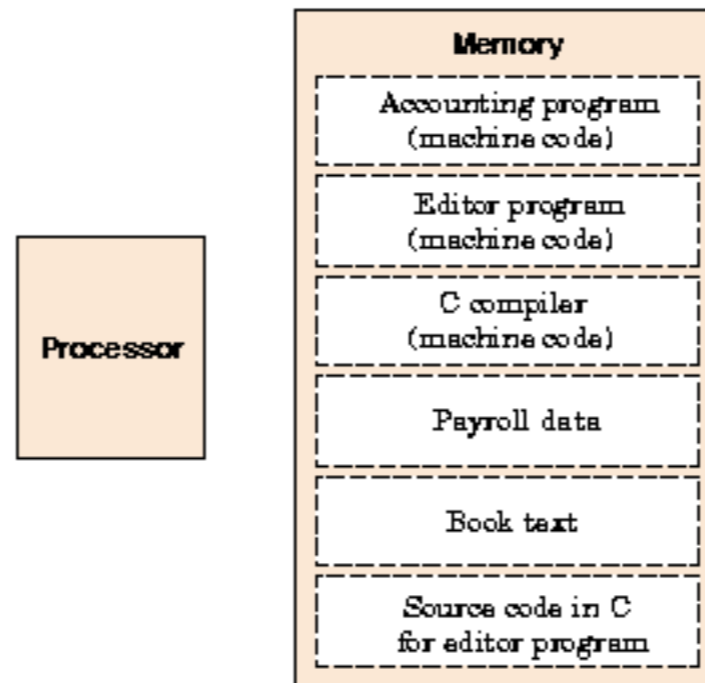 Memory
Accounting program
(machine code)
Editor program
(machine code)
C compiler
(machine code)
Processor
Payroll data
Book text
Source code in C
for editor program